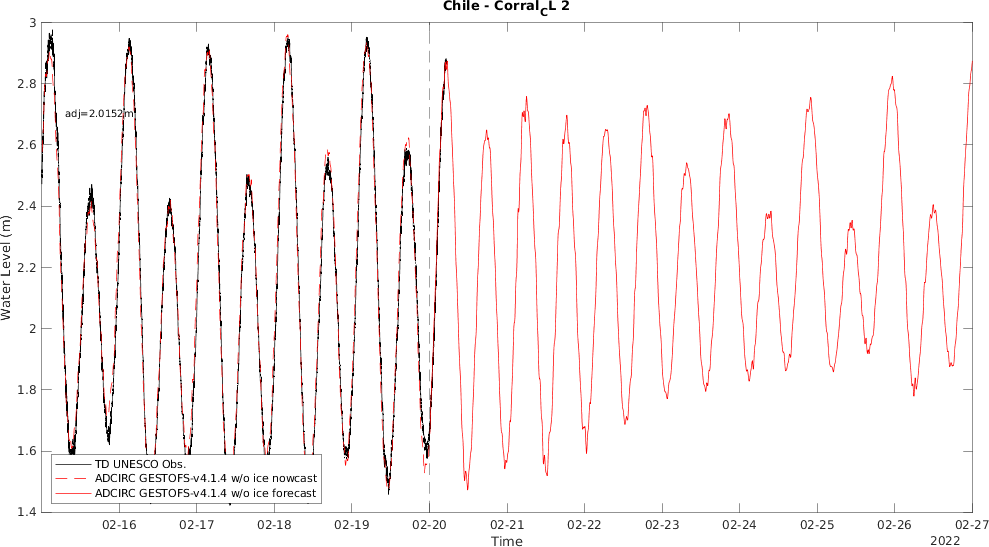 Chile - Corral_CL 2
3
2.8
2.6
2.4
2.2
2
1.8
1.6
1.4
Water Level (m)
adj=2.0152m
TD UNESCO Obs.
ADCIRC GESTOFS-v4.1.4 w/o ice nowcast
ADCIRC GESTOFS-v4.1.4 w/o ice forecast
02-16 02-17 02-18 02-19 02-20 02-21 02-22 02-23 02-24 02-25 02-26 02-27
Time
2022